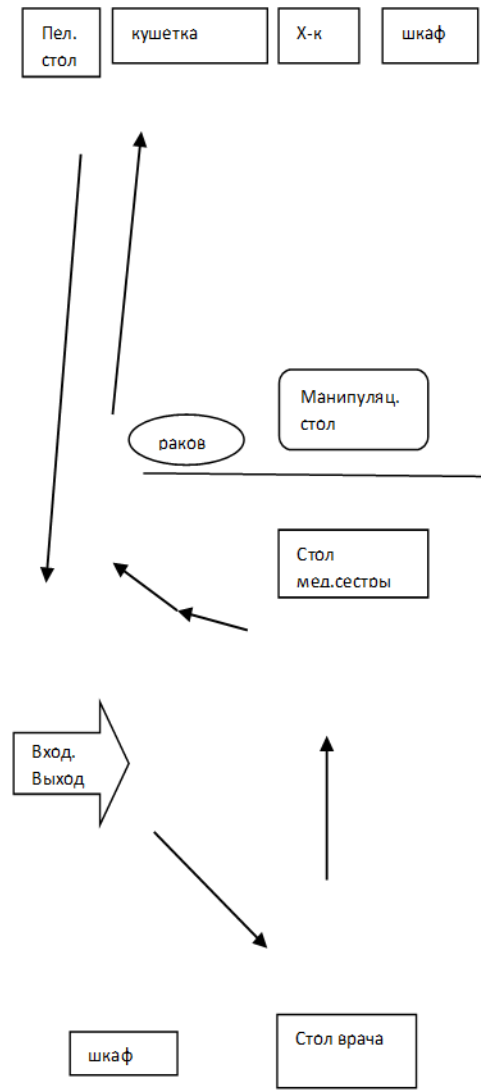 Пел.
стол
кушетка
Х-к
шкаф
Манипуляц.
стол
раков
Стол
мед.сестры
Вход.
Выход
Стол врача
шкаф